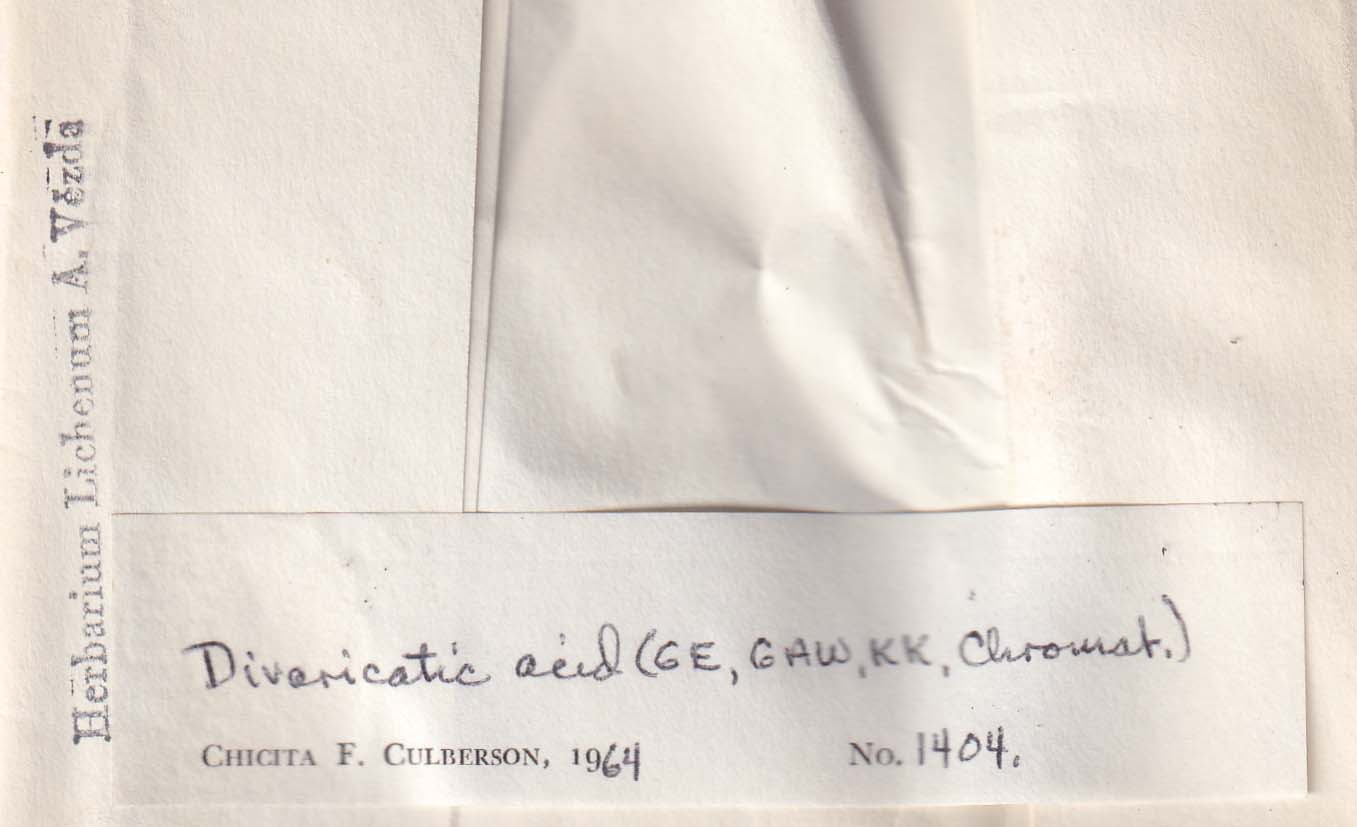 Herbarium Lichenum A. Vězda
Divaricatic acid (GE, GAW, KK, Chromat.)
CHICITA F. CULBERSON, 1964
No. 1404.